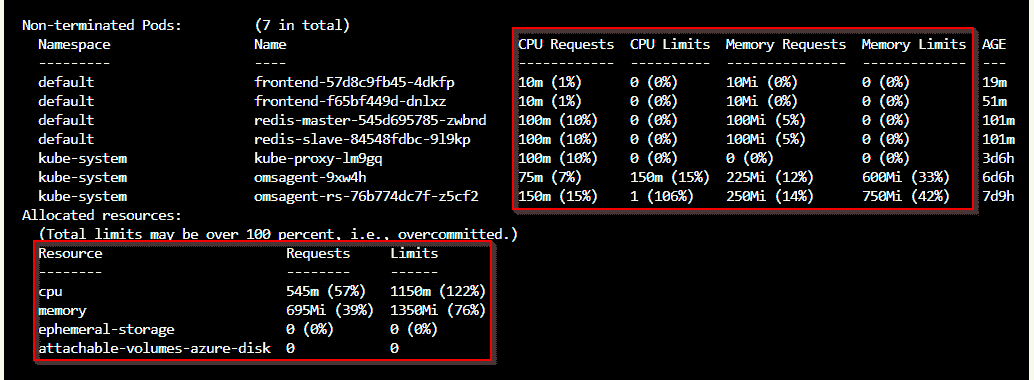 Non-terminated Pods: (7 in total)
Namespace Name CPU Requests CPU Limits Memory Requests Memory Limits AGE
--------- ---- ------------ ---------- --------------- ------------- ---
default frontend-57d8c9fb45-4dkfp 10m (1%) 0 (0%) 10Mi (0%) 0 (0%) 19m
default frontend-f65bf449d-dnlxz 10m (1%) 0 (0%) 10Mi (0%) 0 (0%) 51m
default redis-master-545d695785-zwbnd 100m (10%) 0 (0%) 100Mi (5%) 0 (0%) 101m
default redis-slave-84548fdbc-9l9kp 100m (10%) 0 (0%) 100Mi (5%) 0 (0%) 101m
kube-system kube-proxy-lm9gq 100m (10%) 0 (0%) 0 (0%) 0 (0%) 3d6h
kube-system omsagent-9xw4h 75m (7%) 150m (15%) 225Mi (12%) 600Mi (33%) 6d6h
kube-system omsagent-rs-76b774dc7f-z5cf2 150m (15%) 1 (106%) 250Mi (14%) 750Mi (42%) 7d9h
Allocated resources:
(Total limits may be over 100 percent, i.e., overcommitted.)
Resource Requests Limits
-------- -------- ------
cpu 545m (57%) 1150m (122%)
memory 695Mi (39%) 1350Mi (76%)
ephemeral-storage 0 (0%) 0 (0%)
attachable-volumes-azure-disk 0 0